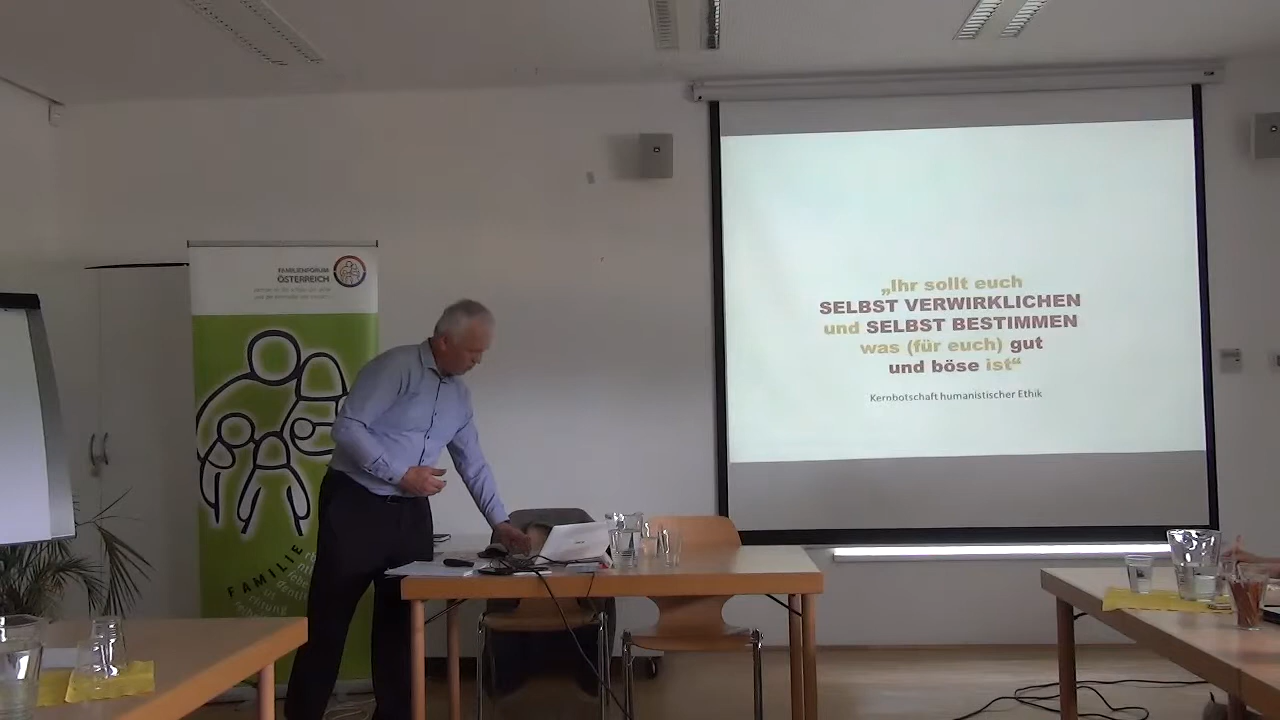 FAMILIENFORUM
ÖSTERREICH
FAMILIE
„Ihr sollt euch
SELBST VERWIRKLICHEN
und SELBST BESTIMMEN
was (für euch) gut
und böse ist“
Kernbotschaft humanistischer Ethik